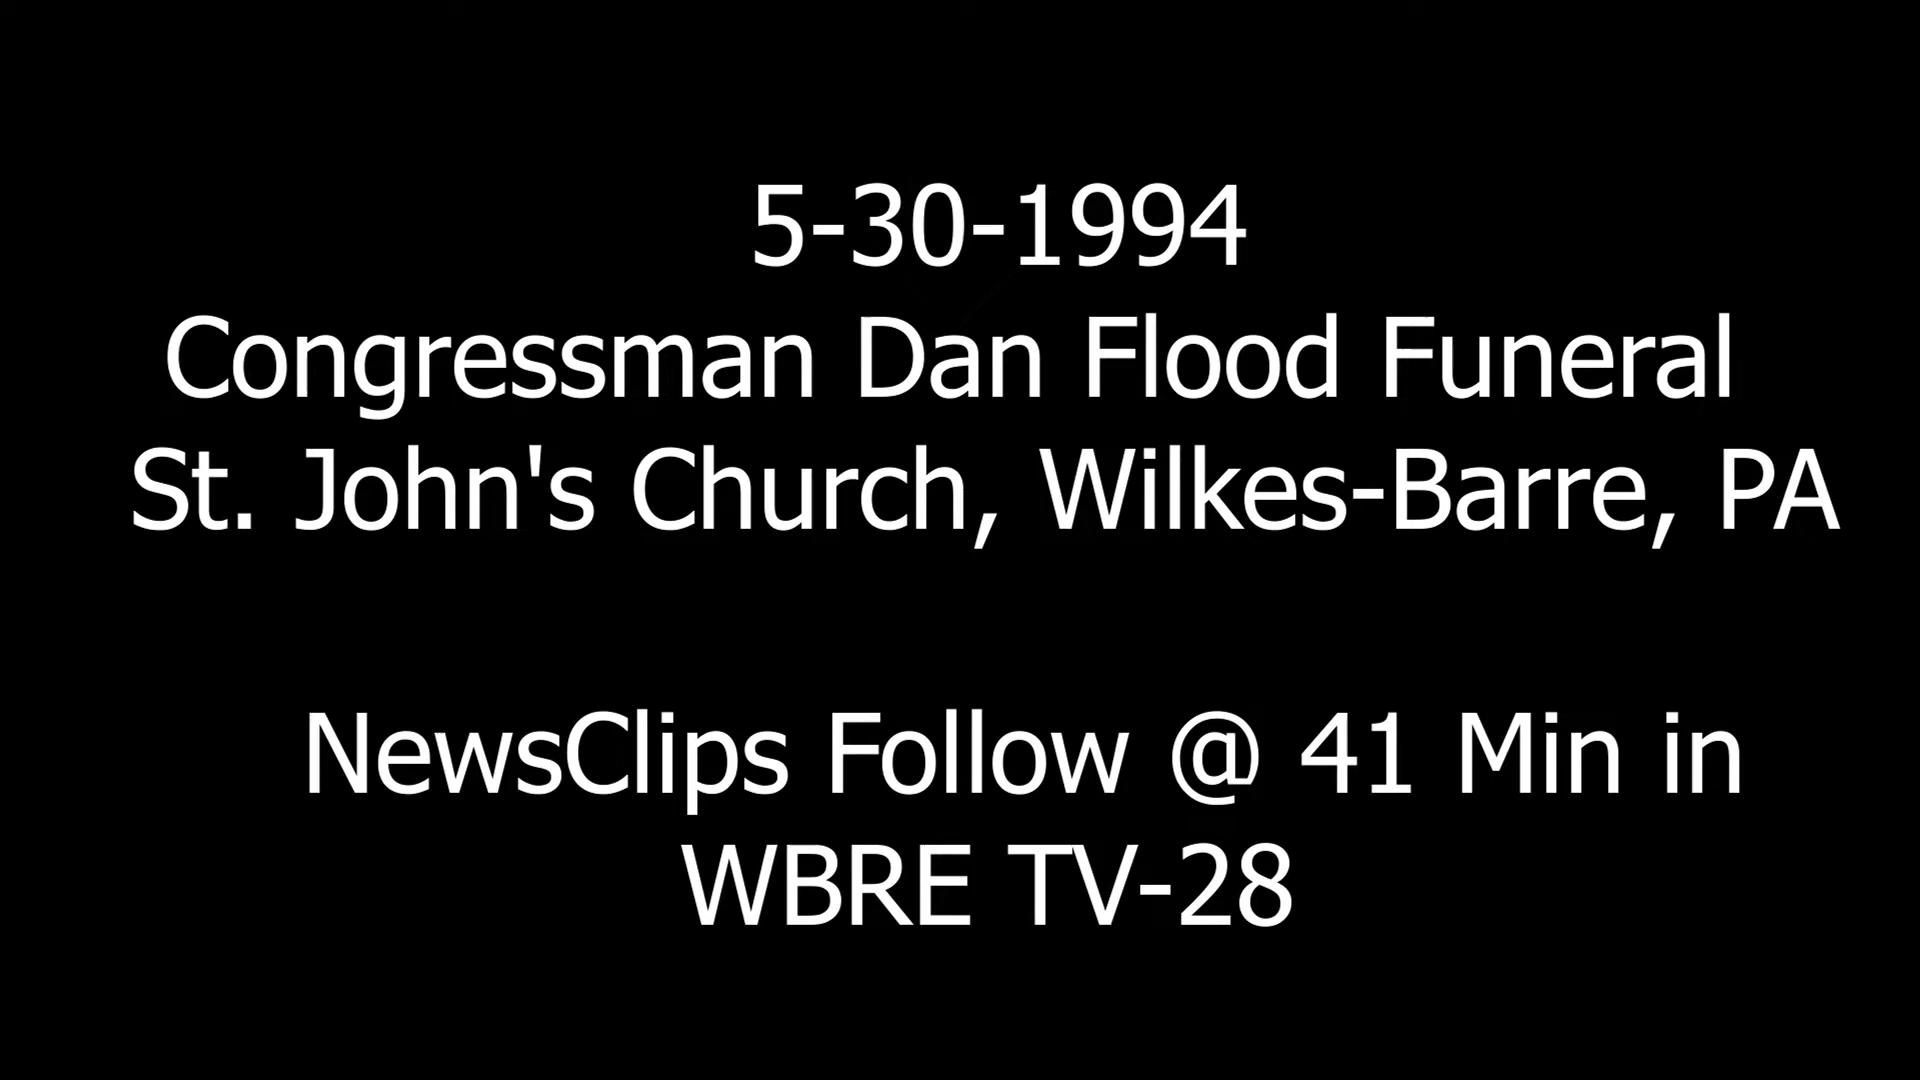 5-30-1994
Congressman Dan Flood Funeral
St. John's Church, Wilkes-Barre, PA
NewsClips Follow @ 41 Min in
WBRE TV-28